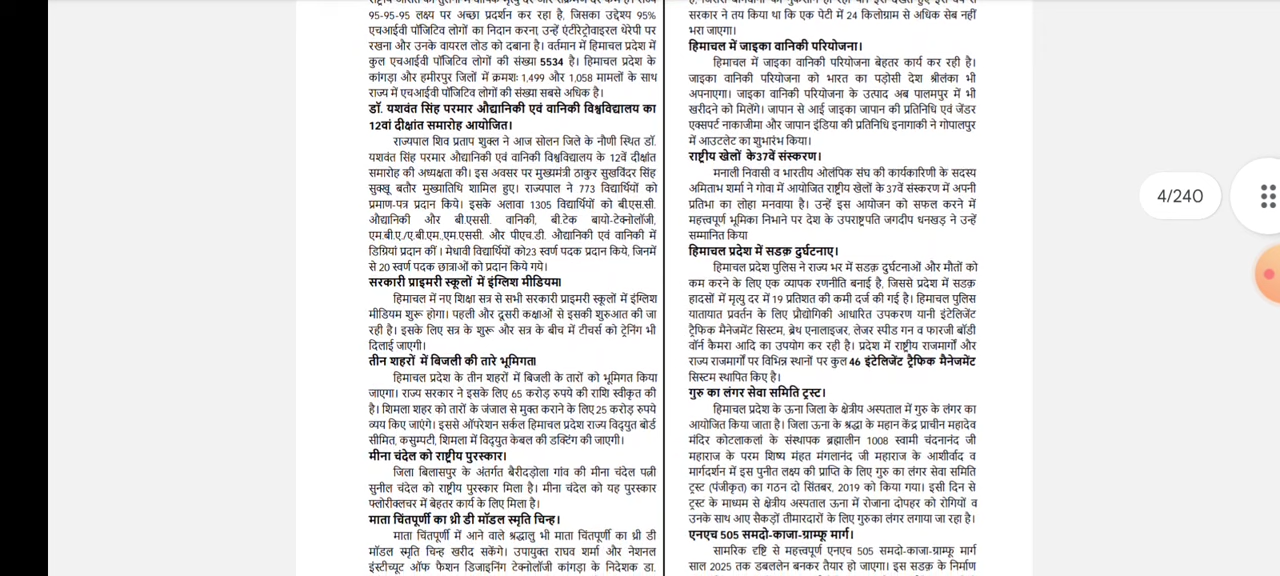 95-95-95 लक्ष्य पर अच्छा प्रदर्शन कर रहा है, जिसका उद्देश्य 95%
एचआईवी पॉजिटिव लोगों का निदान करना, उन्हें एंटीरेट्रोवाइरल थेरेपी पर
रखना और उनके वायरल लोड को दबाना है। वर्तमान में हिमाचल प्रदेश में
कुल एचआईवी पॉजिटिव लोगों की संख्या 5534 है। हिमाचल प्रदेश के
कांगड़ा और हमीरपुर जिलों में क्रमशः 1,499 और 1,058 मामलों के साथ
राज्य में एचआईवी पॉजिटिव लोगों की संख्या सबसे अधिक है।
डॉ. यशवंत सिंह परमार औद्यानिकी एवं वानिकी विश्वविद्यालय का
12वां दीक्षांत समारोह आयोजित।
राज्यपाल शिव प्रताप शुक्ल ने आज सोलन जिले के नौणी स्थित डॉ.
यशवंत सिंह परमार औद्यानिकी एवं वानिकी विश्वविद्यालय के 12वें दीक्षांत
समारोह की अध्यक्षता की। इस अवसर पर मुख्यमंत्री ठाकुर सुखविंदर सिंह
सुक्खू बतौर मुख्यातिथि शामिल हुए। राज्यपाल ने 773 विद्यार्थियों को
प्रमाण-पत्र प्रदान किये। इसके अलावा 1305 विद्यार्थियों को बी.एस.सी.
औद्यानिकी और बी.एससी. वानिकी, बी.टेक बायो-टेक्नोलॉजी,
एम.बी.ए./ए.बी.एम.,एम.एससी. और पीएच.डी. औद्यानिकी एवं वानिकी में
डिग्रियां प्रदान कीं । मेधावी विद्यार्थियों को23 स्वर्ण पदक प्रदान किये, जिनमें
से 20 स्वर्ण पदक छात्राओं को प्रदान किये गये।
सरकारी प्राइमरी स्कूलों में इंग्लिश मीडियम।
हिमाचल में नए शिक्षा सत्र से सभी सरकारी प्राइमरी स्कूलों में इंग्लिश
मीडियम शुरू होगा। पहली और दूसरी कक्षाओं से इसकी शुरुआत की जा
रही है। इसके लिए सत्र के शुरू और सत्र के बीच में टीचर्स को ट्रेनिंग भी
दिलाई जाएगी।
तीन शहरों में बिजली की तारे भूमिगत।
हिमाचल प्रदेश के तीन शहरों में बिजली के तारों को भूमिगत किया
जाएगा। राज्य सरकार ने इसके लिए 65 करोड़ रुपये की राशि स्वीकृत की
है। शिमला शहर को तारों के जंजाल से मुक्त कराने के लिए 25 करोड़ रुपये
व्यय किए जाएंगे। इससे ऑपरेशन सर्कल हिमाचल प्रदेश राज्य विद्युत बोर्ड
सीमित, कसुम्पटी, शिमला में विद्युत केबल की डक्टिंग की जाएगी।
मीना चंदेल को राष्ट्रीय पुरस्कार।
जिला बिलासपुर के अंतर्गत बैरीदड़ोला गांव की मीना चंदेल पत्नी
सुनील चंदेल को राष्ट्रीय पुरस्कार मिला है। मीना चंदेल को यह पुरस्कार
फ्लोरीक्लचर में बेहतर कार्य के लिए मिला है।
माता चिंतपूर्णी का थ्री डी मॉडल स्मृति चिन्ह।
माता चिंतपूर्णी में आने वाले श्रद्धालु भी माता चिंतपूर्णी का थ्री डी
मॉडल स्मृति चिन्ह खरीद सकेंगे। उपायुक्त राघव शर्मा और नेशनल
इंस्टीच्यूट ऑफ फैशन डिजाइनिंग टेक्नोलॉजी कांगड़ा के निदेशक डा.
सरकार ने तय किया था कि एक पेटी में 24 किलोग्राम से अधिक सेब नहीं
भरा जाएगा।
हिमाचल में जाइका वानिकी परियोजना।
हिमाचल में जाइका वानिकी परियोजना बेहतर कार्य कर रही है।
जाइका वानिकी परियोजना को भारत का पड़ोसी देश श्रीलंका भी
अपनाएगा। जाइका वानिकी परियोजना के उत्पाद अब पालमपुर में भी
खरीदने को मिलेंगे। जापान से आई जाइका जापान की प्रतिनिधि एवं जेंडर
एक्सपर्ट नाकाजीमा और जापान इंडिया की प्रतिनिधि इनागाकी ने गोपालपुर
में आउटलेट का शुभारंभ किया।
राष्ट्रीय खेलों के37वें संस्करण।
मनाली निवासी व भारतीय ओलंपिक संघ की कार्यकारिणी के सदस्य
अमिताभ शर्मा ने गोवा में आयोजित राष्ट्रीय खेलों के 37वें संस्करण में अपनी
प्रतिभा का लोहा मनवाया है। उन्हें इस आयोजन को सफल करने में
महत्त्वपूर्ण भूमिका निभाने पर देश के उपराष्ट्रपति जगदीप धनखड़ ने उन्हें
सम्मानित किया
हिमाचल प्रदेश में सडक़ दुर्घटनाए।
हिमाचल प्रदेश पुलिस ने राज्य भर में सडक़ दुर्घटनाओं और मौतों को
कम करने के लिए एक व्यापक रणनीति बनाई है, जिससे प्रदेश में सडक़
हादसों में मृत्यु दर में 19 प्रतिशत की कमी दर्ज की गई है। हिमाचल पुलिस
यातायात प्रवर्तन के लिए प्रौद्योगिकी आधारित उपकरण यानी इंटेलिजेंट
ट्रैफिक मैनेजमेंट सिस्टम, ब्रेथ एनालाइजर, लेजर स्पीड गन व फारजी बॉडी
वॉर्न कैमरा आदि का उपयोग कर रही है। प्रदेश में राष्ट्रीय राजमार्गों और
राज्य राजमार्गों पर विभिन्न स्थानों पर कुल 46 इंटेलिजेंट ट्रैफिक मैनेजमेंट
सिस्टम स्थापित किए है।
गुरु का लंगर सेवा समिति ट्रस्ट।
हिमाचल प्रदेश के ऊना जिला के क्षेत्रीय अस्पताल में गुरु के लंगर का
आयोजित किया जाता है। जिला ऊना के श्रद्धा के महान केंद्र प्राचीन महादेव
मंदिर कोटलाकलां के संस्थापक ब्रह्मालीन 1008 स्वामी चंदनानंद जी
महाराज के परम शिष्य मंहत मंगलानंद जी महाराज के आशीर्वाद व
मार्गदर्शन में इस पुनीत लक्ष्य की प्राप्ति के लिए गुरु का लंगर सेवा समिति
ट्रस्ट (पंजीकृत) का गठन दो सितंबर, 2019 को किया गया। इसी दिन से
ट्रस्ट के माध्यम से क्षेत्रीय अस्पताल ऊना में रोजाना दोपहर को रोगियों व
उनके साथ आए सैकड़ों तीमारदारों के लिए गुरुका लंगर लगाया जा रहा है।
एनएच 505 समदो-काजा-ग्राम्फू मार्ग।
सामरिक दृष्टि से महत्त्वपूर्ण एनएच 505 समदो-काजा-ग्राम्फू मार्ग
साल 2025 तक डबललेन बनकर तैयार हो जाएगा। इस सडक़ के निर्माण
4/240